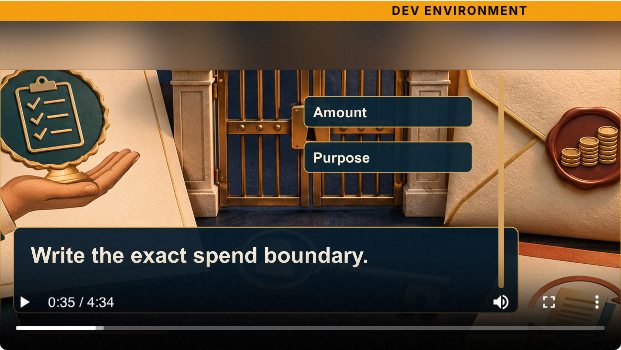 DEV ENVIRONMENT
Amount
Purpose
Write the exact spend boundary.
0:35 / 4:34